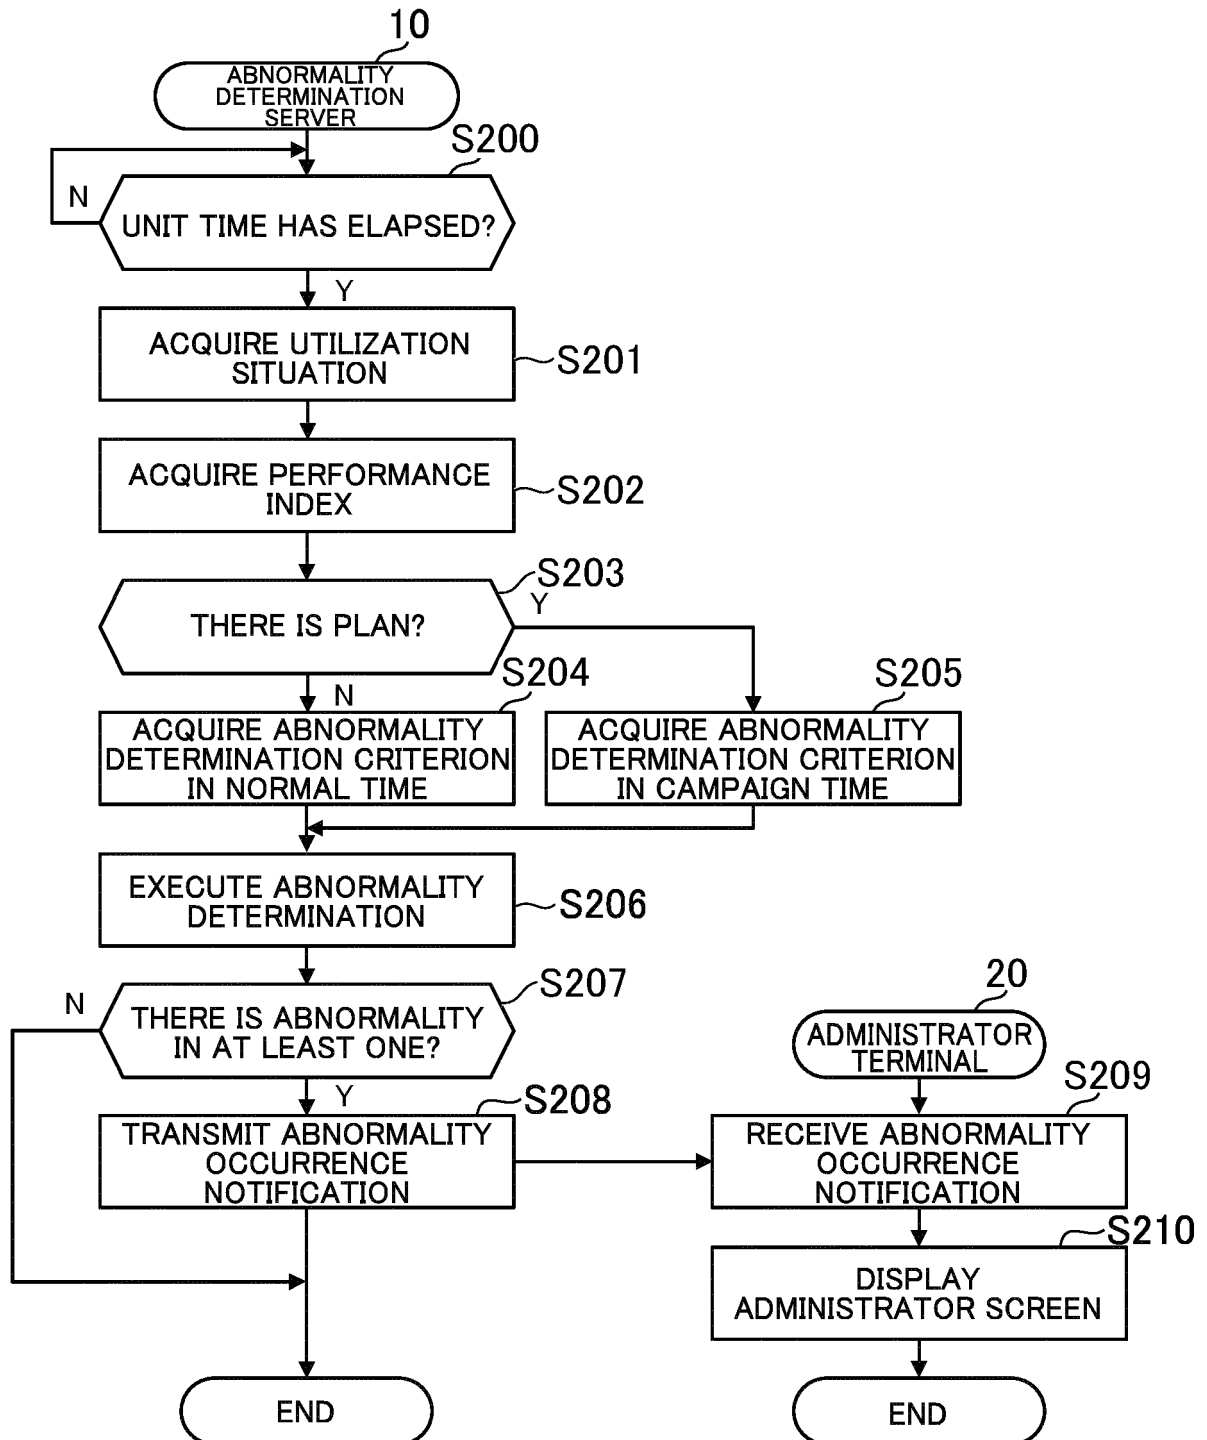 10
ABNORMALITY
DETERMINATION
SERVER
S200
N
UNIT TIME HAS ELAPSED?
Y
ACQUIRE UTILIZATION
SITUATION
S201
ACQUIRE PERFORMANCE
INDEX
S202
S203
THERE IS PLAN?
Y
N
S204
S205
ACQUIRE ABNORMALITY
DETERMINATION CRITERION
IN NORMAL TIME
ACQUIRE ABNORMALITY
DETERMINATION CRITERION
IN CAMPAIGN TIME
EXECUTE ABNORMALITY
DETERMINATION
S206
S207
N
THERE IS ABNORMALITY
IN AT LEAST ONE?
Y
S208
TRANSMIT ABNORMALITY
OCCURRENCE
NOTIFICATION
END
20
ADMINISTRATOR
TERMINAL
S209
RECEIVE ABNORMALITY
OCCURRENCE
NOTIFICATION
S210
DISPLAY
ADMINISTRATOR SCREEN
END